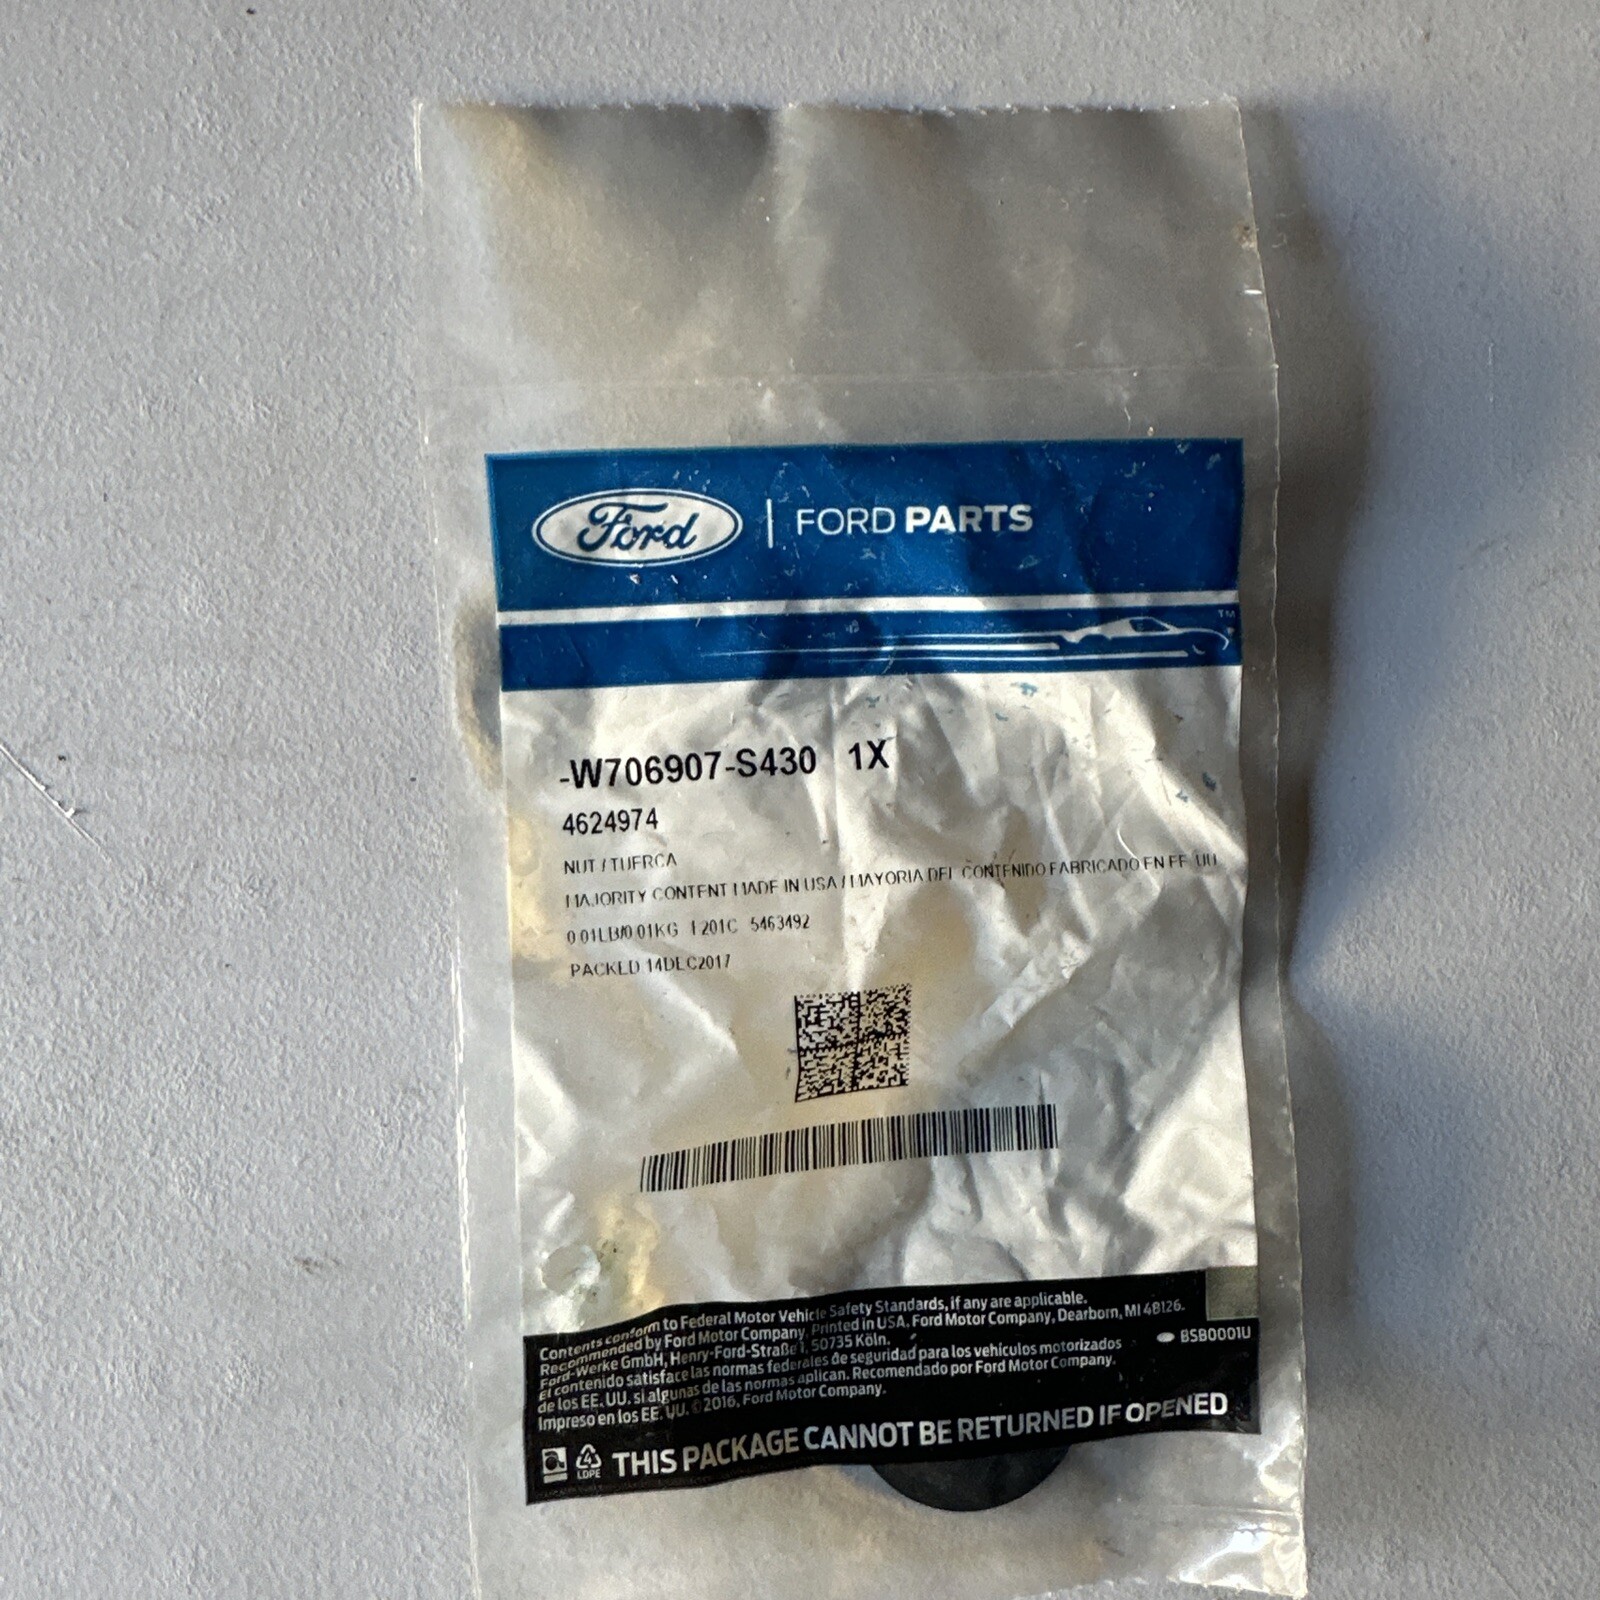 Ford | FORD PARTS
TM
-W706907-S430 1X
4624974
NUT / TUERCA
MAJORITY CONTENT MADE IN USA / MAYORIA DEL CONTENIDO FABRICADO EN EE UU
0.01LB/0.01KG 1201C 5463492
PACKED 14DEC2017
Contents conform to Federal Motor Vehicle Safety Standards, if any are applicable.
Recommended by Ford Motor Company. Printed in USA. Ford Motor Company, Dearborn, MI 48126.
Ford-Werke GmbH, Henry-Ford-Straße 1, 50735 Köln.
BSB0001U
El contenido satisface las normas federales de seguridad para los vehículos motorizados
de los EE. UU. si algunas de las normas aplican. Recomendado por Ford Motor Company.
Impreso en los EE. UU. ©2016, Ford Motor Company.
4
LDPE
THIS PACKAGE CANNOT BE RETURNED IF OPENED